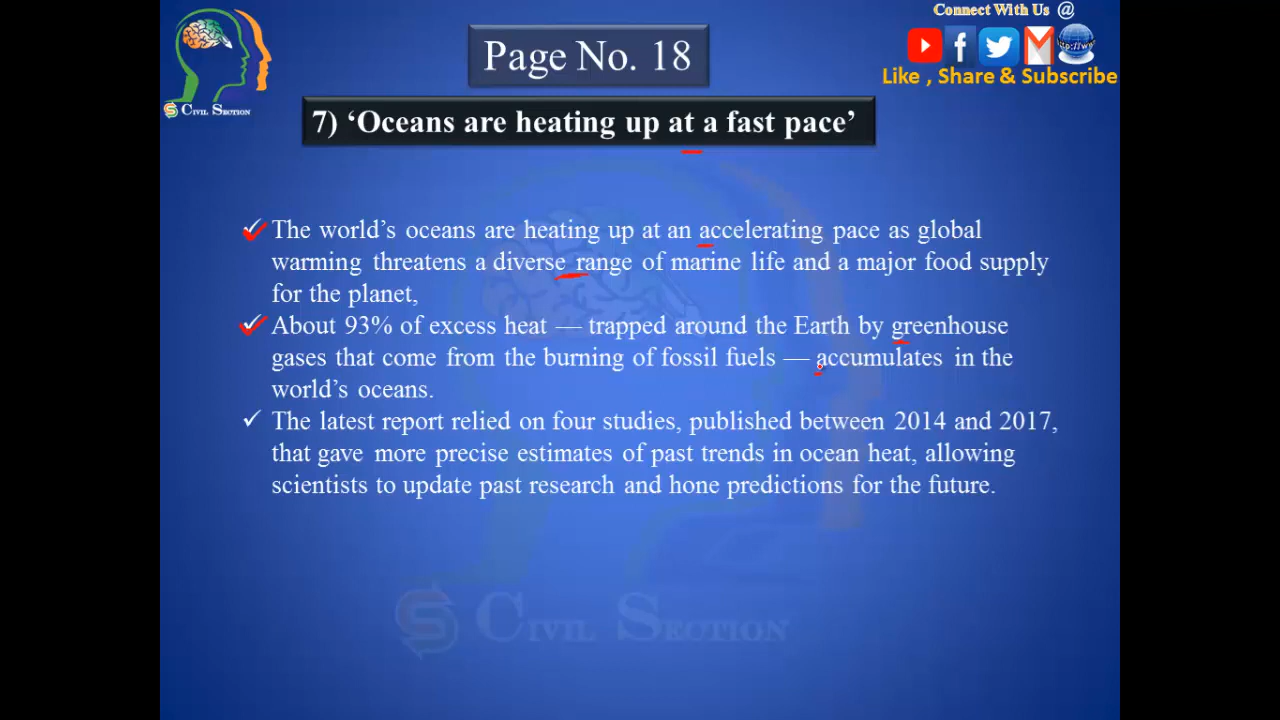 Connect With Us @
Page No. 18
http://www
Like , Share & Subscribe
CIVIL SECTION
7) ‘Oceans are heating up at a fast pace’
The world’s oceans are heating up at an accelerating pace as global
warming threatens a diverse range of marine life and a major food supply
for the planet,
About 93% of excess heat — trapped around the Earth by greenhouse
gases that come from the burning of fossil fuels — accumulates in the
world’s oceans.
The latest report relied on four studies, published between 2014 and 2017,
that gave more precise estimates of past trends in ocean heat, allowing
scientists to update past research and hone predictions for the future.
CIVIL SECTION